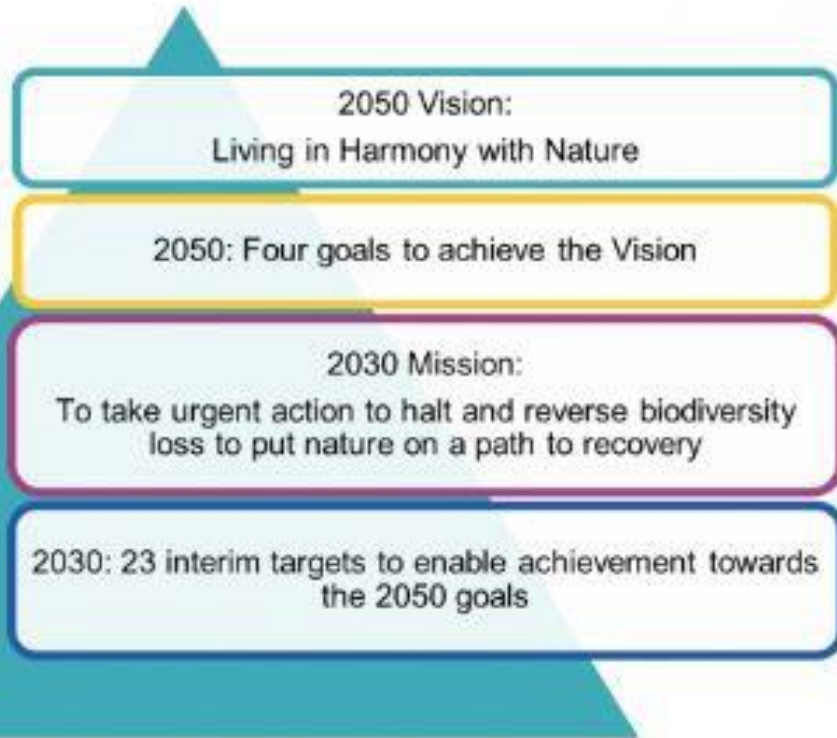 2050 Vision:
Living in Harmony with Nature
2050: Four goals to achieve the Vision
2030 Mission:
To take urgent action to halt and reverse biodiversity
loss to put nature on a path to recovery
2030: 23 interim targets to enable achievement towards
the 2050 goals